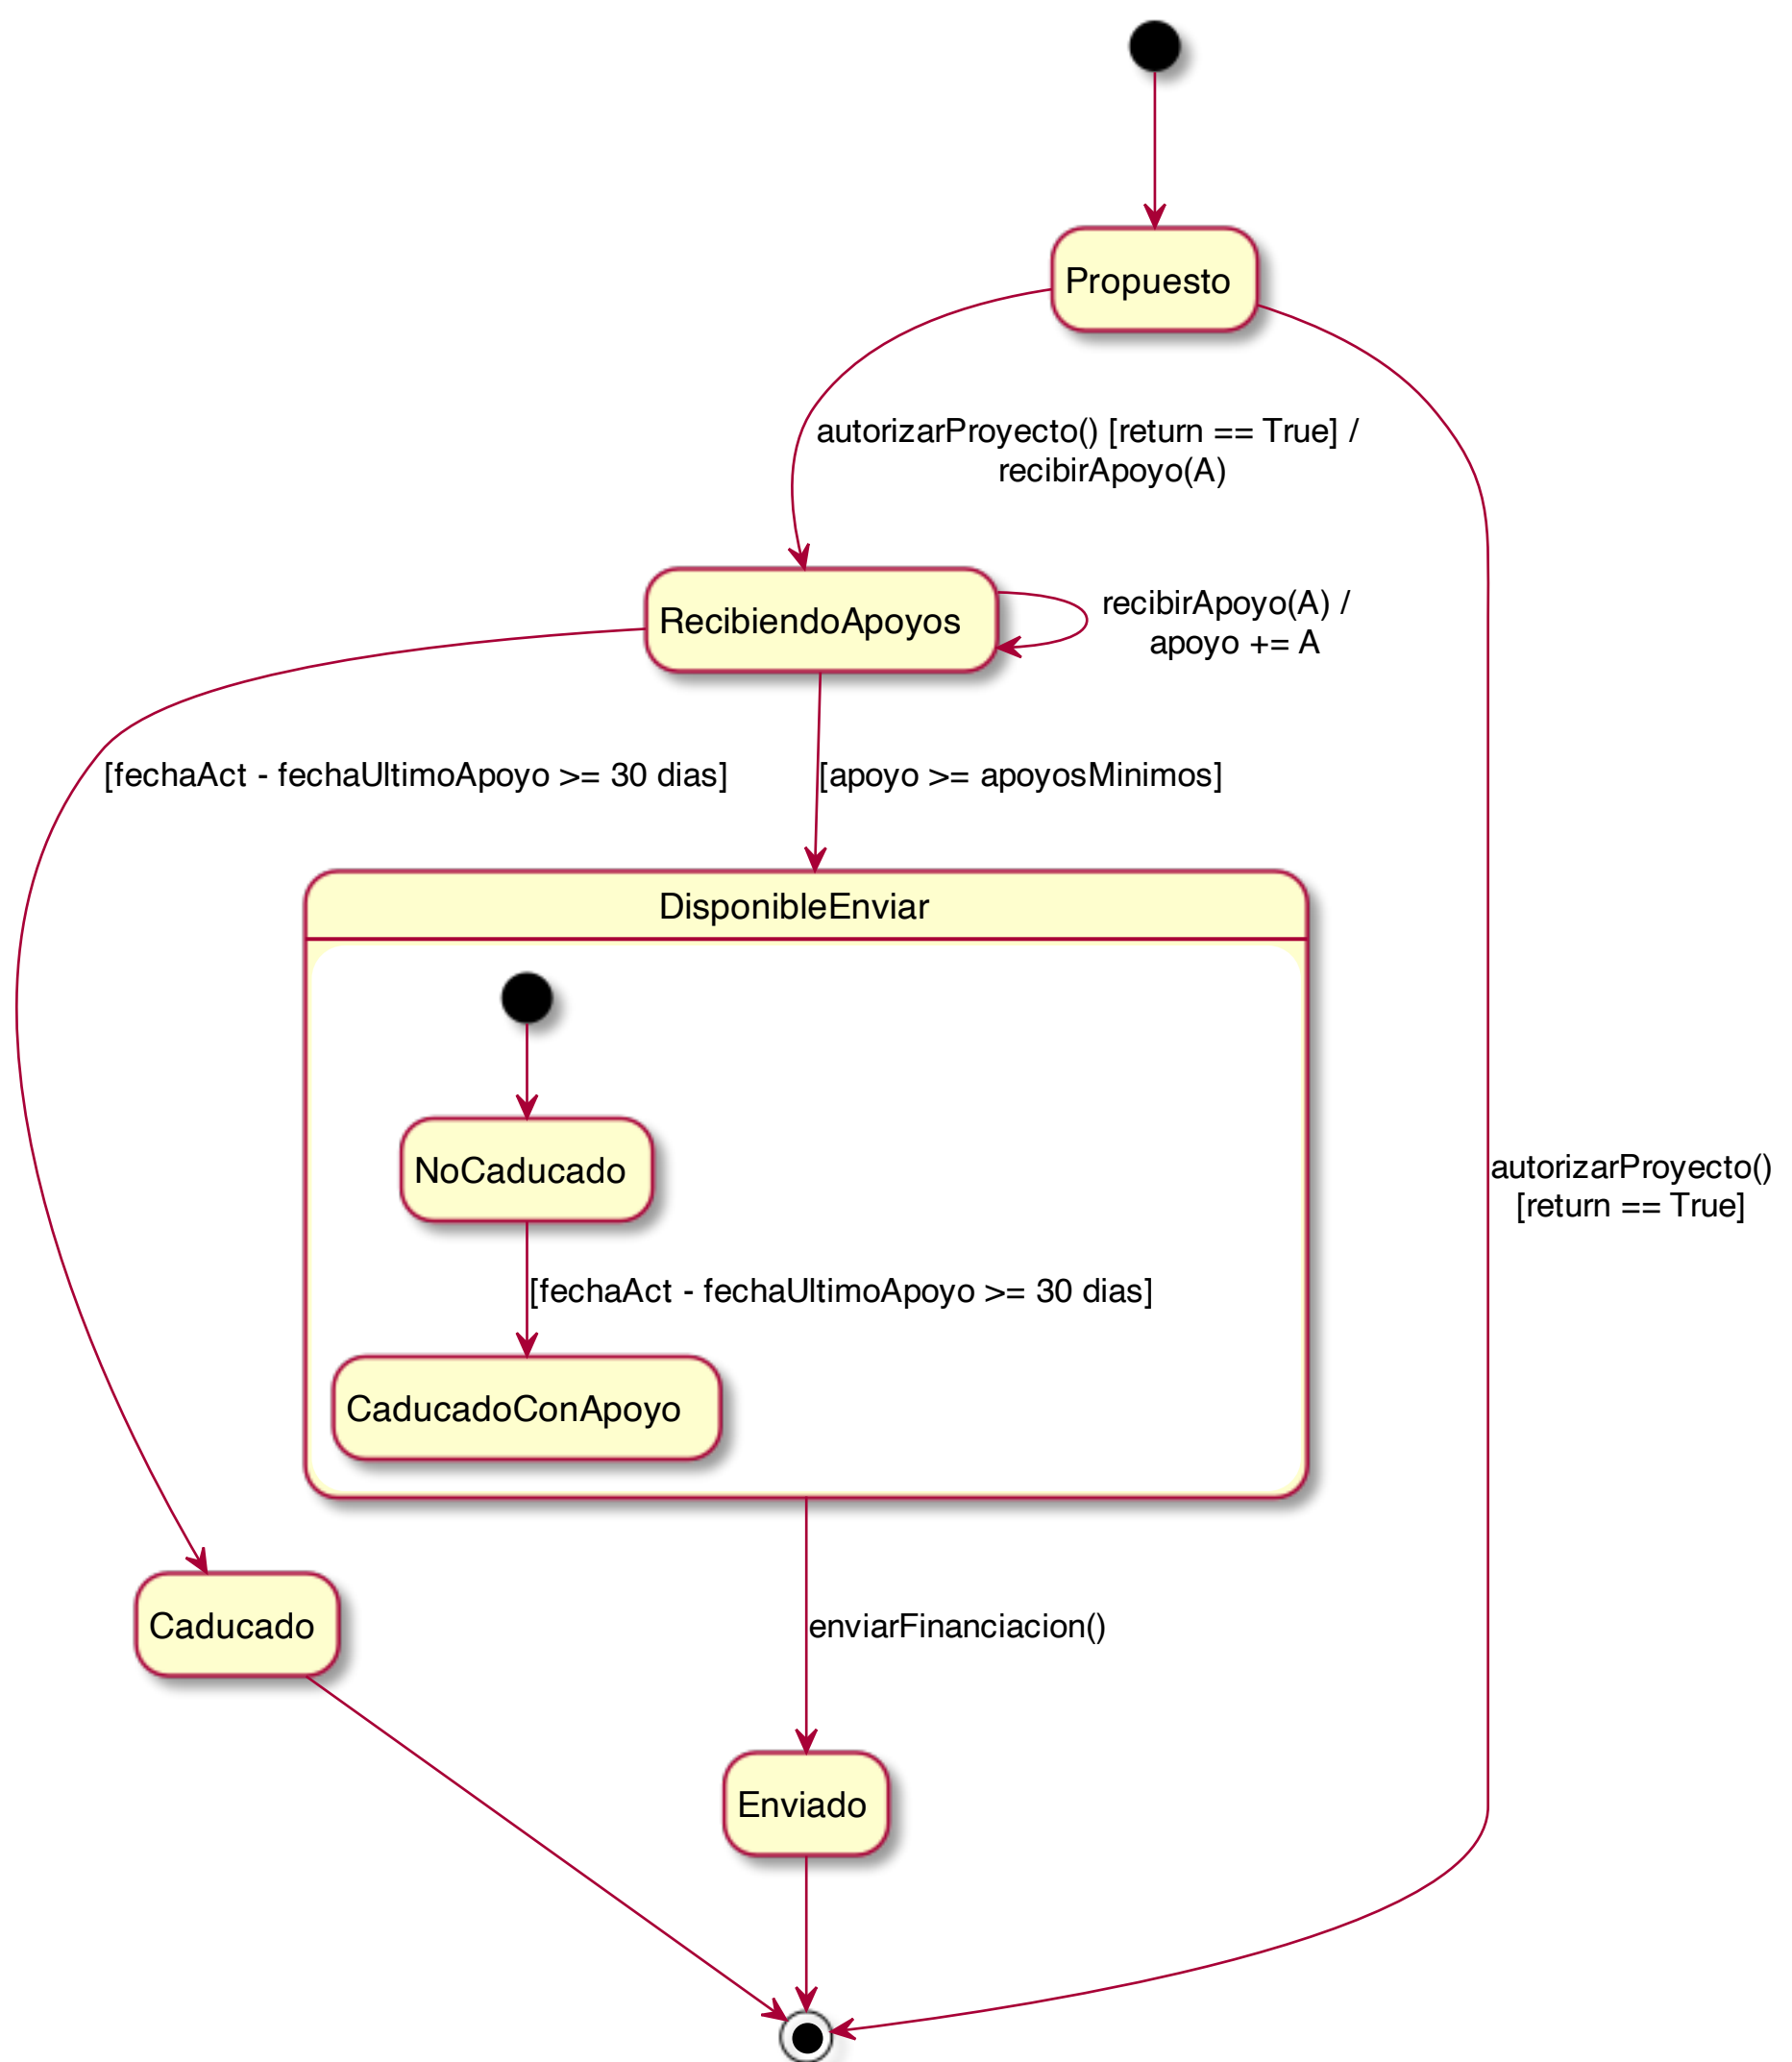 Propuesto
autorizarProyecto() [return == True] /
recibirApoyo(A)
RecibiendoApoyos
recibirApoyo(A) /
apoyo += A
[fechaAct - fechaUltimoApoyo >= 30 dias]
[apoyo >= apoyosMinimos]
DisponibleEnviar
NoCaducado
autorizarProyecto()
[return == True]
[fechaAct - fechaUltimoApoyo >= 30 dias]
CaducadoConApoyo
Caducado
enviarFinanciacion()
Enviado